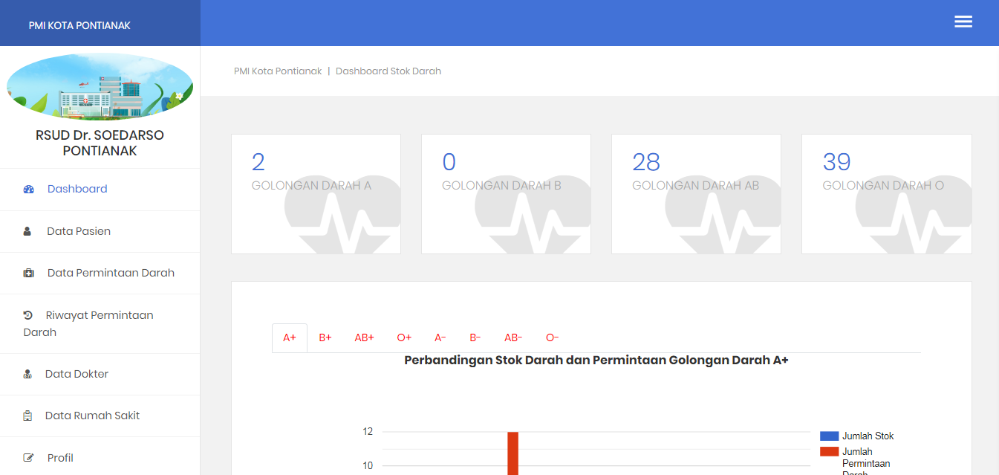 PMI KOTA PONTIANAK
PMI Kota Pontianak | Dashboard Stok Darah
RSUD Dr. SOEDARSO
PONTIANAK
Dashboard
Data Pasien
Data Permintaan Darah
Riwayat Permintaan
Darah
Data Dokter
Data Rumah Sakit
Profil
2
GOLONGAN DARAH A
0
GOLONGAN DARAH B
28
GOLONGAN DARAH AB
39
GOLONGAN DARAH O
A+ B+ AB+ O+ A- B- AB- O-
Perbandingan Stok Darah dan Permintaan Golongan Darah A+
12
10
Jumlah Stok
Jumlah
Permintaan
Darah